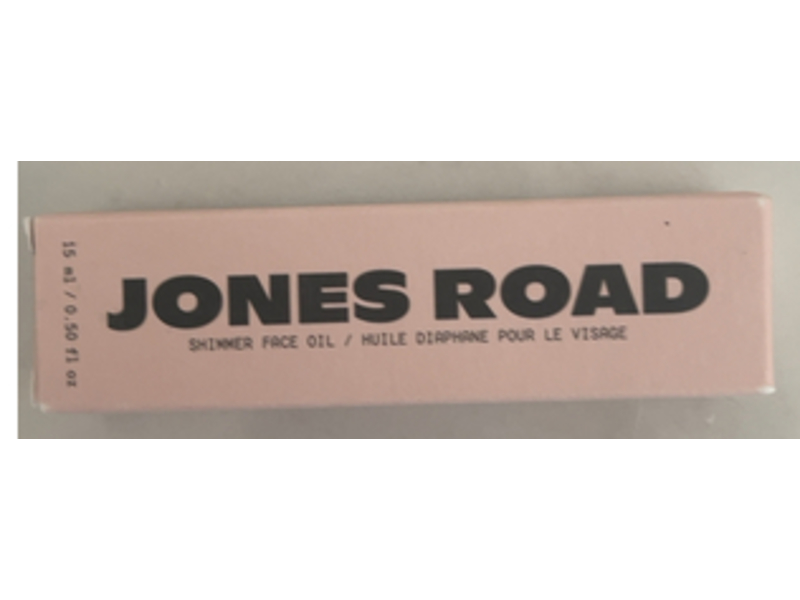 JONES ROAD
SHIMMER FACE OIL / HUILE DIAPHANE POUR LE VISAGE
15 ml / 0,50 fl oz